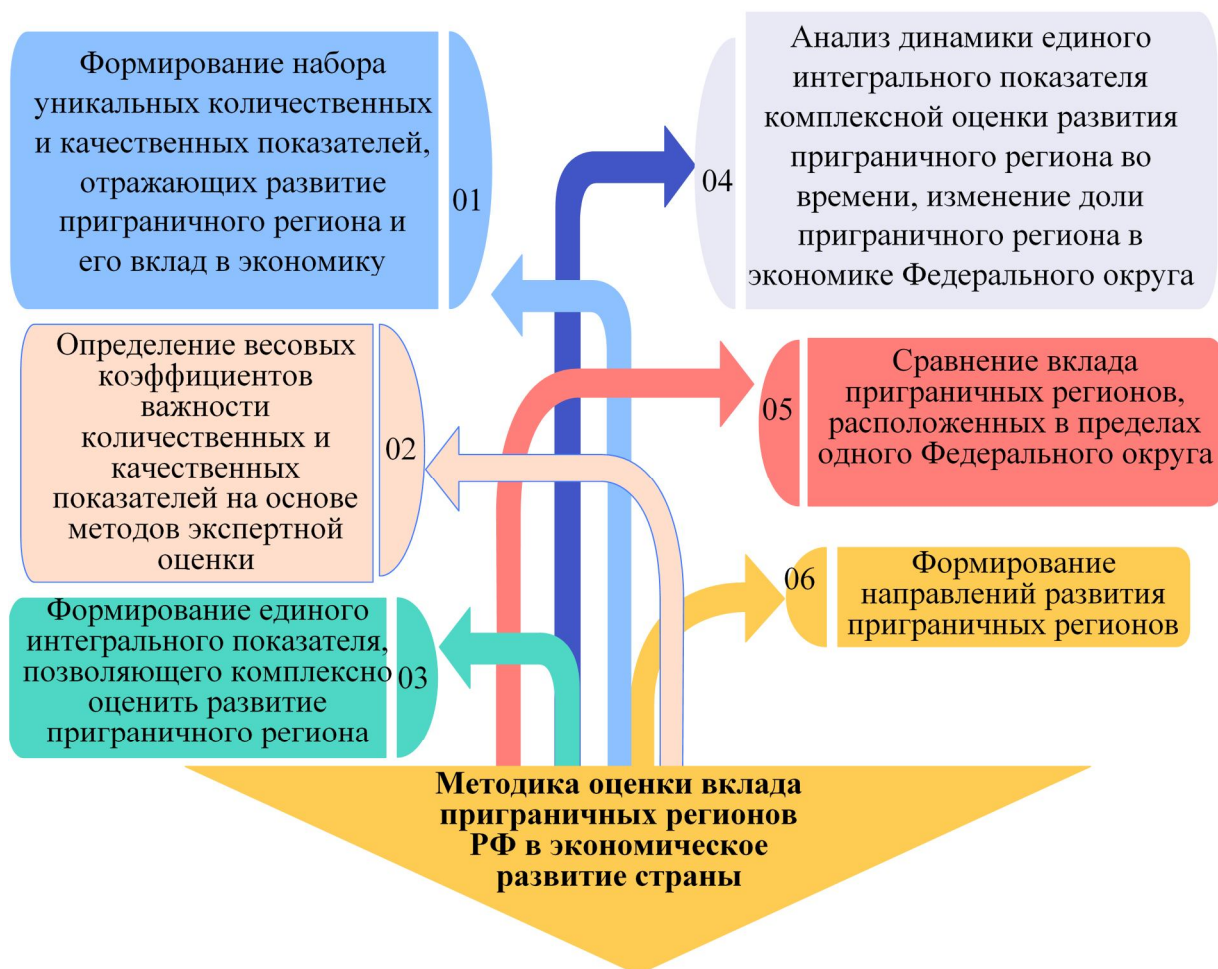 Формирование набора
уникальных количественных
и качественных показателей,
отражающих развитие
приграничного региона и
его вклад в экономику
01
Определение весовых
коэффициентов
важности
количественных и
качественных
показателей на основе
методов экспертной
оценки
02
Формирование единого
интегрального показателя,
позволяющего комплексно
оценить развитие
приграничного региона
03
04
Анализ динамики единого
интегрального показателя
комплексной оценки развития
приграничного региона во
времени, изменение доли
приграничного региона в
экономике Федерального округа
05
Сравнение вклада
приграничных регионов,
расположенных в пределах
одного Федерального округа
06
Формирование
направлений развития
приграничных регионов
Методика оценки вклада
приграничных регионов
РФ в экономическое
развитие страны